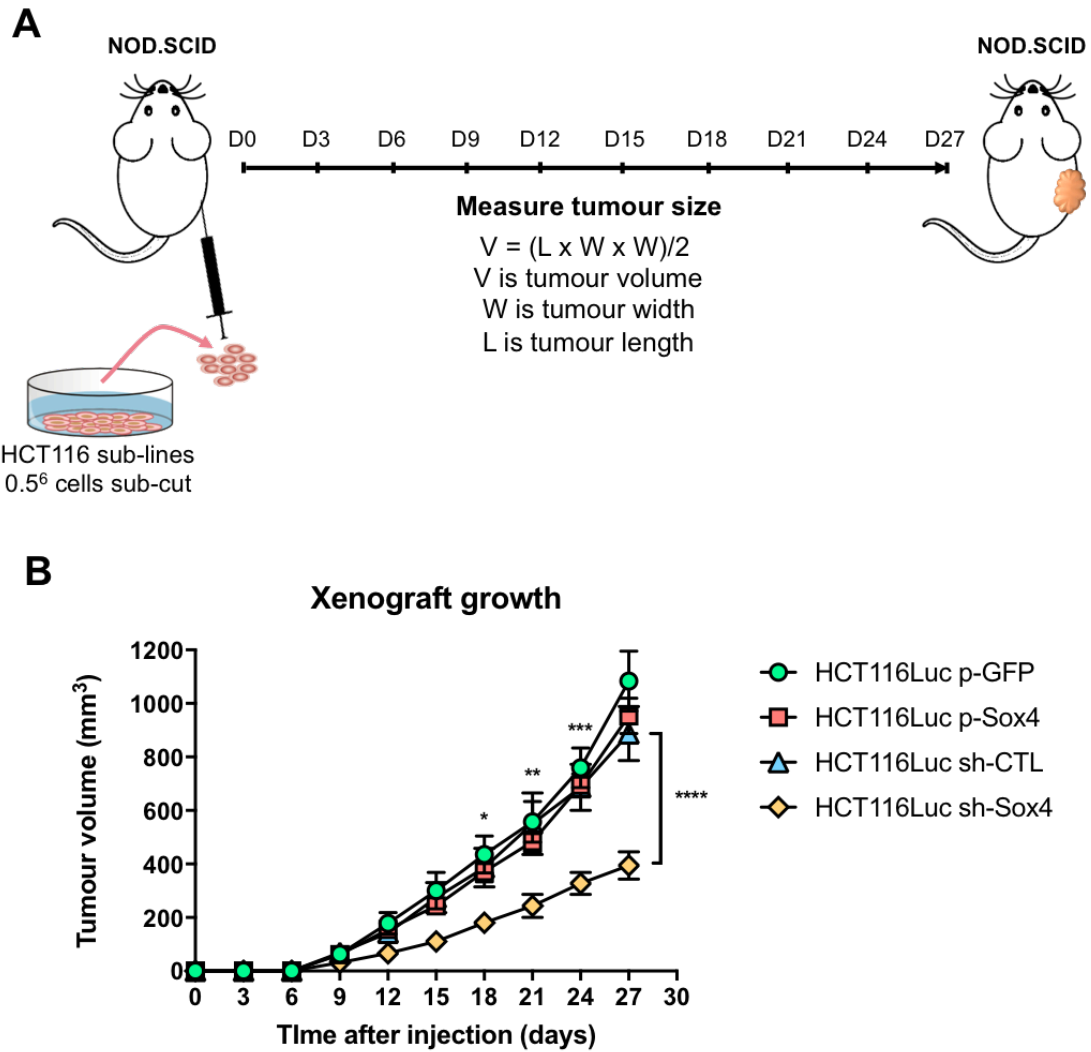 A
NOD.SCID
NOD.SCID
D0 D3 D6 D9 D12 D15 D18 D21 D24 D27
Measure tumour size
V = (L x W x W)/2
V is tumour volume
W is tumour width
L is tumour length
HCT116 sub-lines
0.5⁶ cells sub-cut
B
Xenograft growth
Tumour volume (mm³)
1200
1000
800
600
400
200
0
0 3 6 9 12 15 18 21 24 27 30
TIme after injection (days)
*
**
***
****
HCT116Luc p-GFP
HCT116Luc p-Sox4
HCT116Luc sh-CTL
HCT116Luc sh-Sox4